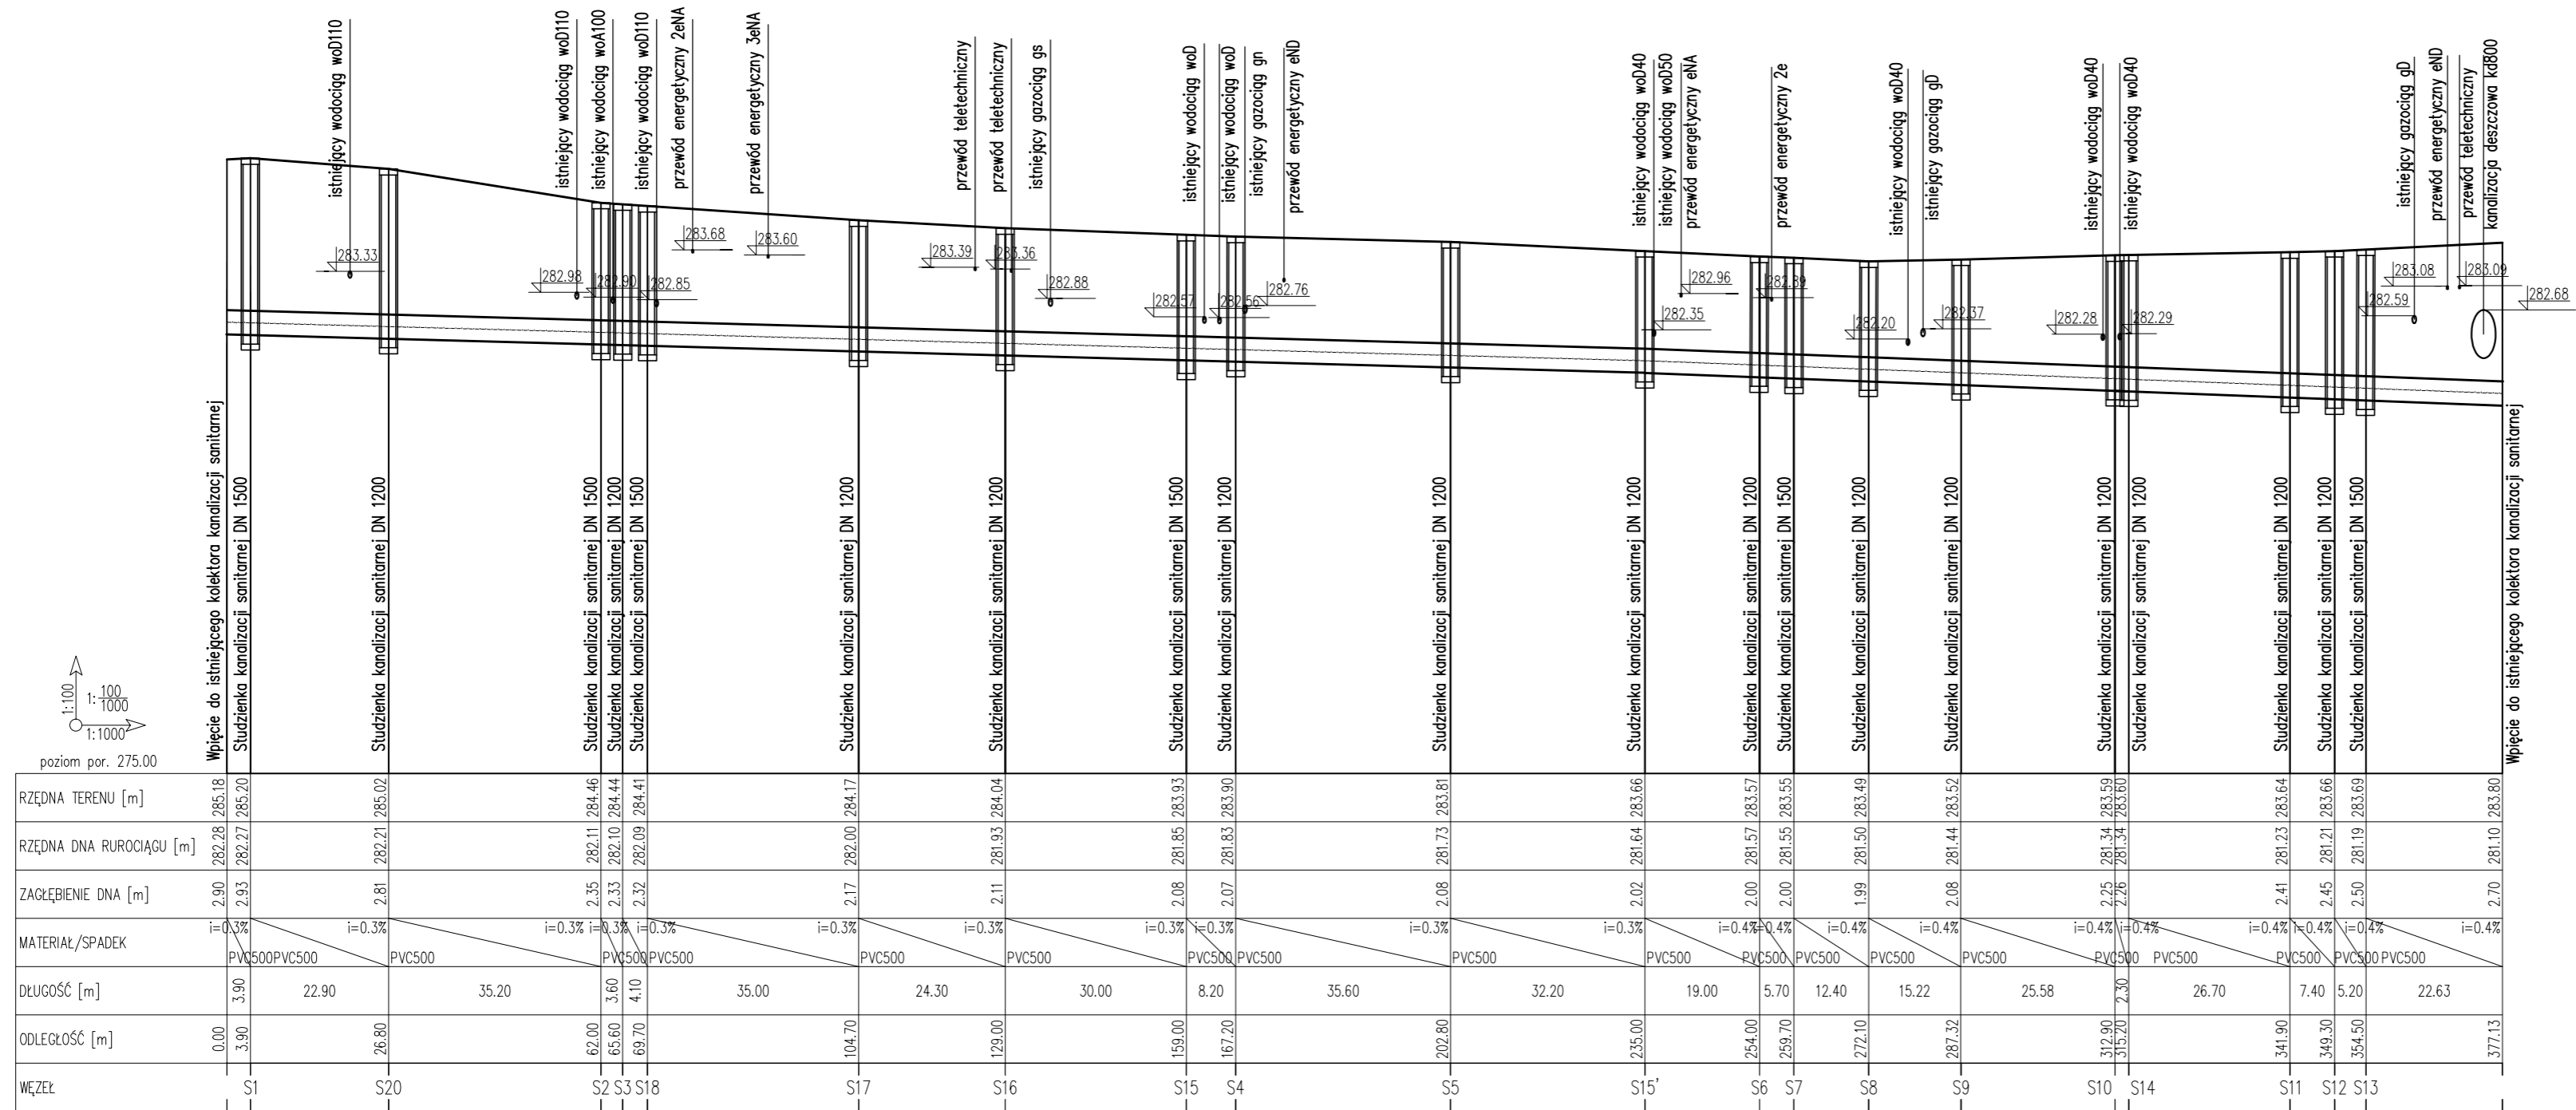 istniejący wodociąg woD110
istniejący wodociąg woD110
istniejący wodociąg woA100
istniejący wodociąg woD110
przewód energetyczny 2eNA
przewód energetyczny 3eNA
przewód teletechniczny
przewód teletechniczny
istniejący gazociąg gs
istniejący wodociąg woD
istniejący wodociąg woD
istniejący gazociąg gn
przewód energetyczny eND
istniejący wodociąg woD40
istniejący wodociąg woD50
przewód energetyczny eNA
przewód energetyczny 2e
istniejący wodociąg woD40
istniejący gazociąg gD
istniejący wodociąg woD40
istniejący wodociąg woD40
istniejący gazociąg gD
przewód energetyczny eND
przewód teletechniczny
kanalizacja deszczowa kd800
283.33
282.98
282.90
282.85
283.68
283.60
283.39
283.36
282.88
282.57
282.56
282.76
282.35
282.96
282.89
282.20
282.37
282.28
282.29
282.59
283.08
283.09
282.68
Wpięcie do istniejącego kolektora kanalizacji sanitarnej
Studzienka kanalizacji sanitarnej DN 1500
Studzienka kanalizacji sanitarnej DN 1200
Studzienka kanalizacji sanitarnej DN 1500
Studzienka kanalizacji sanitarnej DN 1200
Studzienka kanalizacji sanitarnej DN 1500
Studzienka kanalizacji sanitarnej DN 1200
Studzienka kanalizacji sanitarnej DN 1200
Studzienka kanalizacji sanitarnej DN 1500
Studzienka kanalizacji sanitarnej DN 1200
Studzienka kanalizacji sanitarnej DN 1200
Studzienka kanalizacji sanitarnej DN 1200
Studzienka kanalizacji sanitarnej DN 1200
Studzienka kanalizacji sanitarnej DN 1500
Studzienka kanalizacji sanitarnej DN 1200
Studzienka kanalizacji sanitarnej DN 1200
Studzienka kanalizacji sanitarnej DN 1200
Studzienka kanalizacji sanitarnej DN 1200
Studzienka kanalizacji sanitarnej DN 1200
Studzienka kanalizacji sanitarnej DN 1200
Studzienka kanalizacji sanitarnej DN 1500
Wpięcie do istniejącego kolektora kanalizacji sanitarnej
1:100
1: 100
1000
1:1000
poziom por. 275.00
RZĘDNA TERENU [m] 285.18 285.20 285.02 284.46 284.44 284.41 284.17 284.04 283.93 283.90 283.81 283.66 283.57 283.55 283.49 283.52 283.59 283.60 283.64 283.66 283.69 283.80
RZĘDNA DNA RUROCIĄGU [m] 282.28 282.27 282.21 282.11 282.10 282.09 282.00 281.93 281.85 281.83 281.73 281.64 281.57 281.55 281.50 281.44 281.34 281.34 281.23 281.21 281.19 281.10
ZAGŁĘBIENIE DNA [m] 2.90 2.93 2.81 2.35 2.33 2.32 2.17 2.11 2.08 2.07 2.08 2.02 2.00 2.00 1.99 2.08 2.25 2.26 2.41 2.45 2.50 2.70
i=0.3% i=0.3% i=0.3% i=0.3% i=0.3% i=0.3% i=0.3% i=0.3% i=0.3% i=0.3% i=0.3% i=0.4% i=0.4% i=0.4% i=0.4% i=0.4% i=0.4% i=0.4% i=0.4% i=0.4% i=0.4%
MATERIAŁ/SPADEK
PVC500 PVC500 PVC500 PVC500 PVC500 PVC500 PVC500 PVC500 PVC500 PVC500 PVC500 PVC500 PVC500 PVC500 PVC500 PVC500 PVC500 PVC500 PVC500 PVC500
DŁUGOŚĆ [m] 3.90 22.90 35.20 3.60 4.10 35.00 24.30 30.00 8.20 35.60 32.20 19.00 5.70 12.40 15.22 25.58 2.30 26.70 7.40 5.20 22.63
ODLEGŁOŚĆ [m] 0.00 3.90 26.80 62.00 65.60 69.70 104.70 129.00 159.00 167.20 202.80 235.00 254.00 259.70 272.10 287.32 312.90 315.20 341.90 349.30 354.50 377.13
WĘZEŁ S1 S20 S2 S3 S18 S17 S16 S15 S4 S5 S15' S6 S7 S8 S9 S10 S14 S11 S12 S13